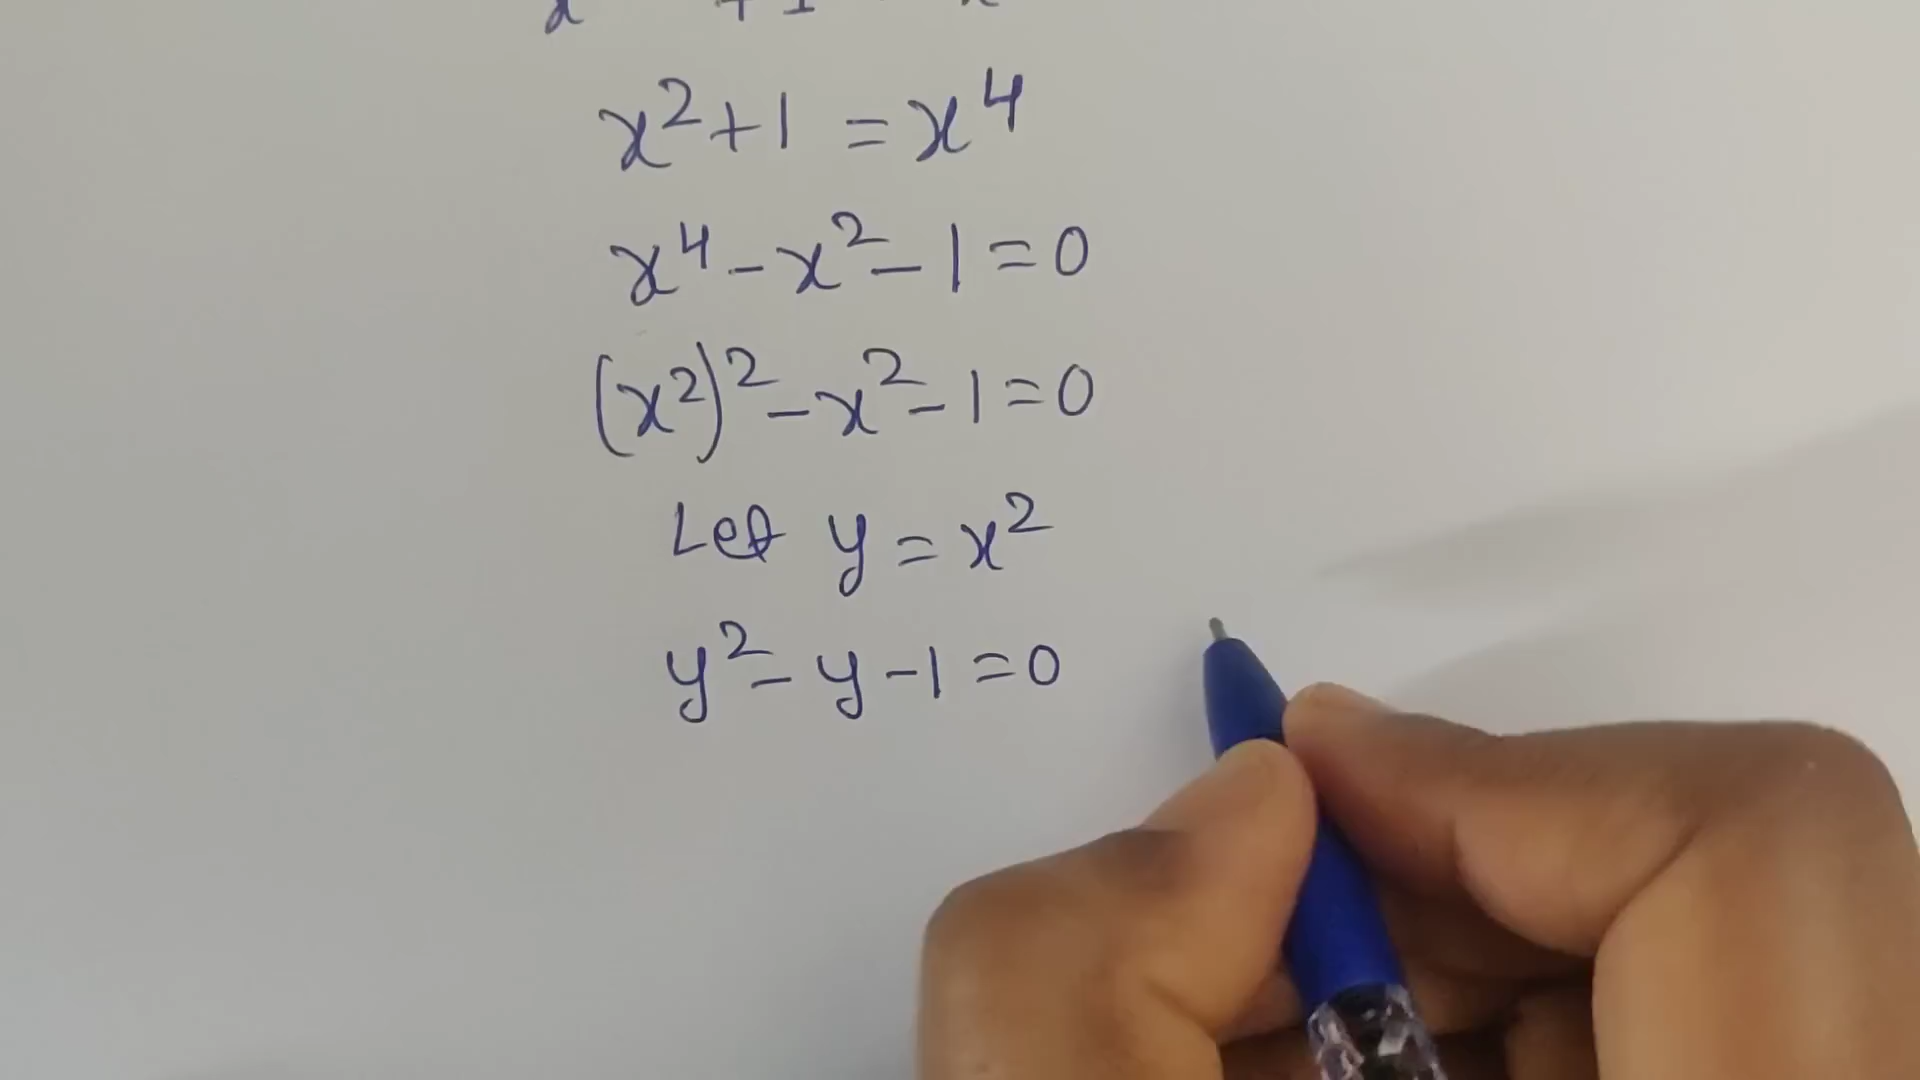 x² + 1 = x⁴
x⁴ - x² - 1 = 0
(x²)² - x² - 1 = 0
Let y = x²
y² - y - 1 = 0